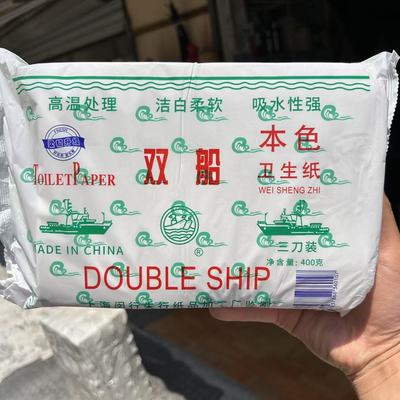 高温处理 洁白柔软 吸水性强
TOILET PAPER
双船
本色
卫生纸
WEI SHENG ZHI
MADE IN CHINA
®
三刀装
净含量:400克
DOUBLE SHIP